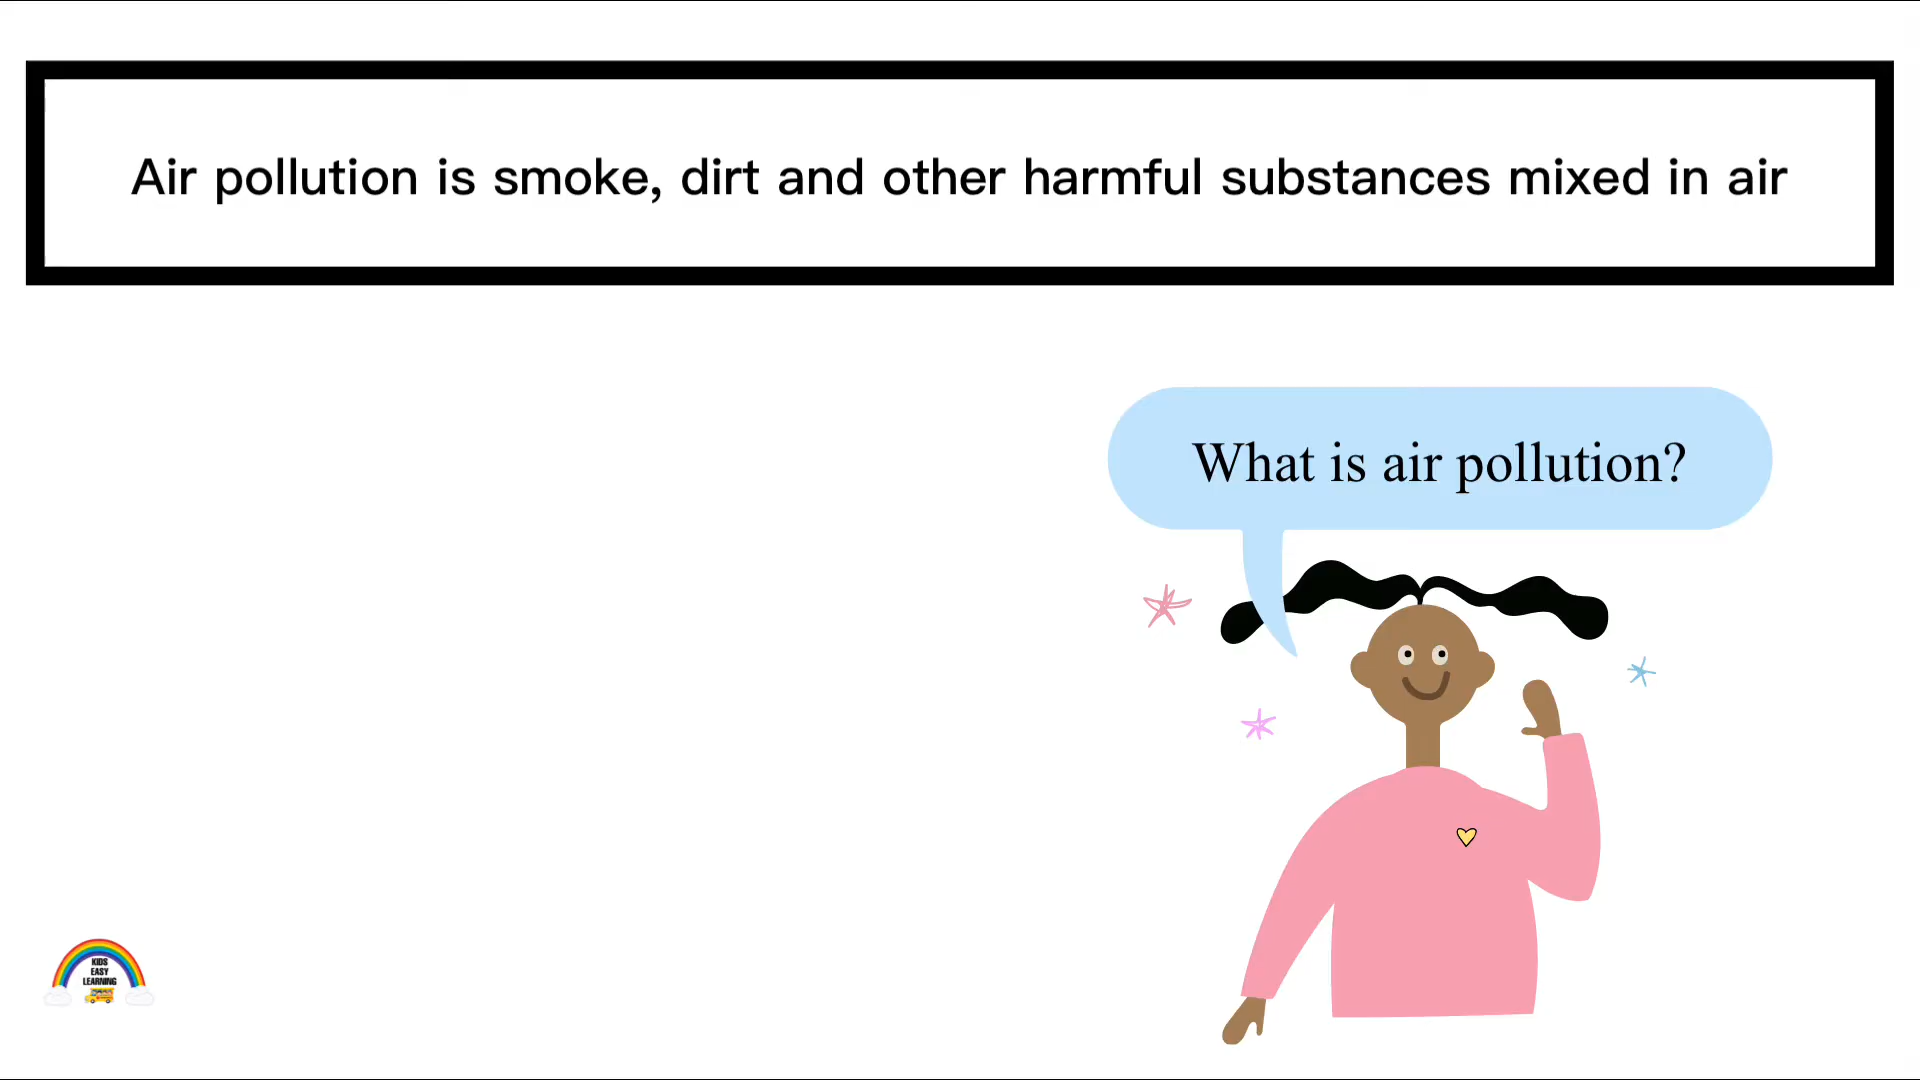 Air pollution is smoke, dirt and other harmful substances mixed in air
What is air pollution?
KIDS
EASY
LEARNING